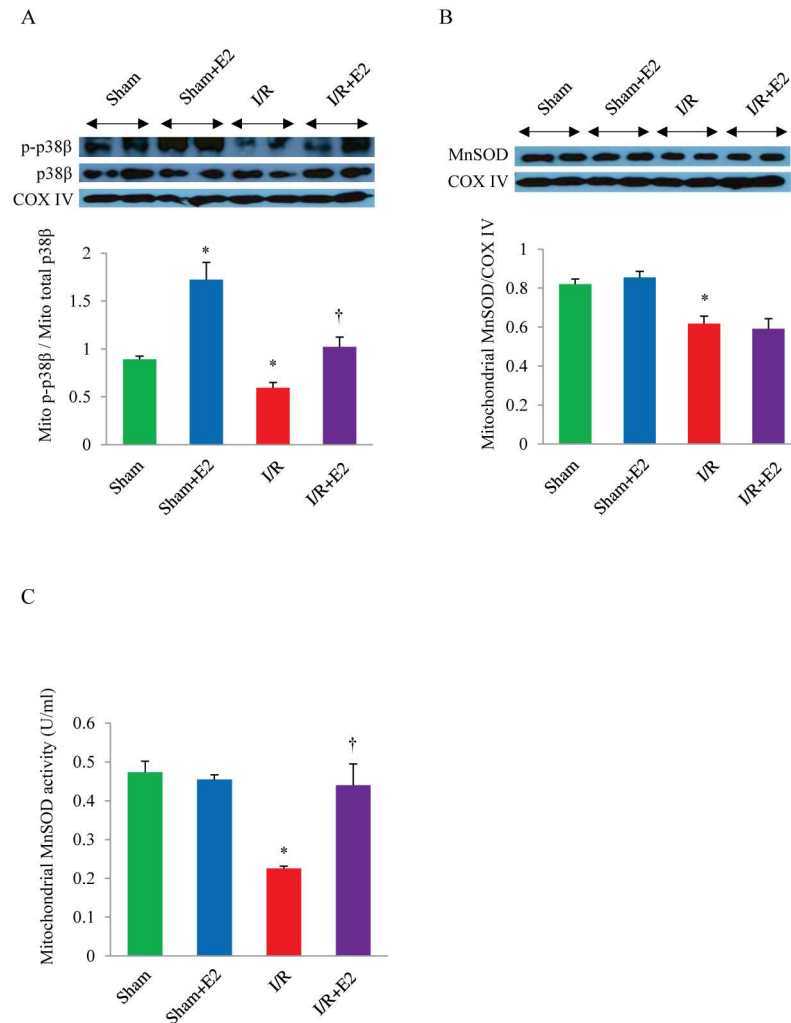 A
Sham
Sham+E2
I/R
I/R+E2
p-p38β
p38β
COX IV
Mito p-p38β / Mito total p38β
2
1.5
1
0.5
0
*
*
†
Sham
Sham+E2
I/R
I/R+E2
B
Sham
Sham+E2
I/R
I/R+E2
MnSOD
COX IV
Mitochondrial MnSOD/COX IV
1
0.8
0.6
0.4
0.2
0
*
Sham
Sham+E2
I/R
I/R+E2
C
Mitochondrial MnSOD activity (U/ml)
0.6
0.5
0.4
0.3
0.2
0.1
0
*
†
Sham
Sham+E2
I/R
I/R+E2